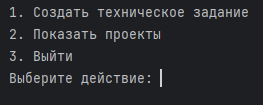 1. Создать техническое задание
2. Показать проекты
3. Выйти
Выберите действие: